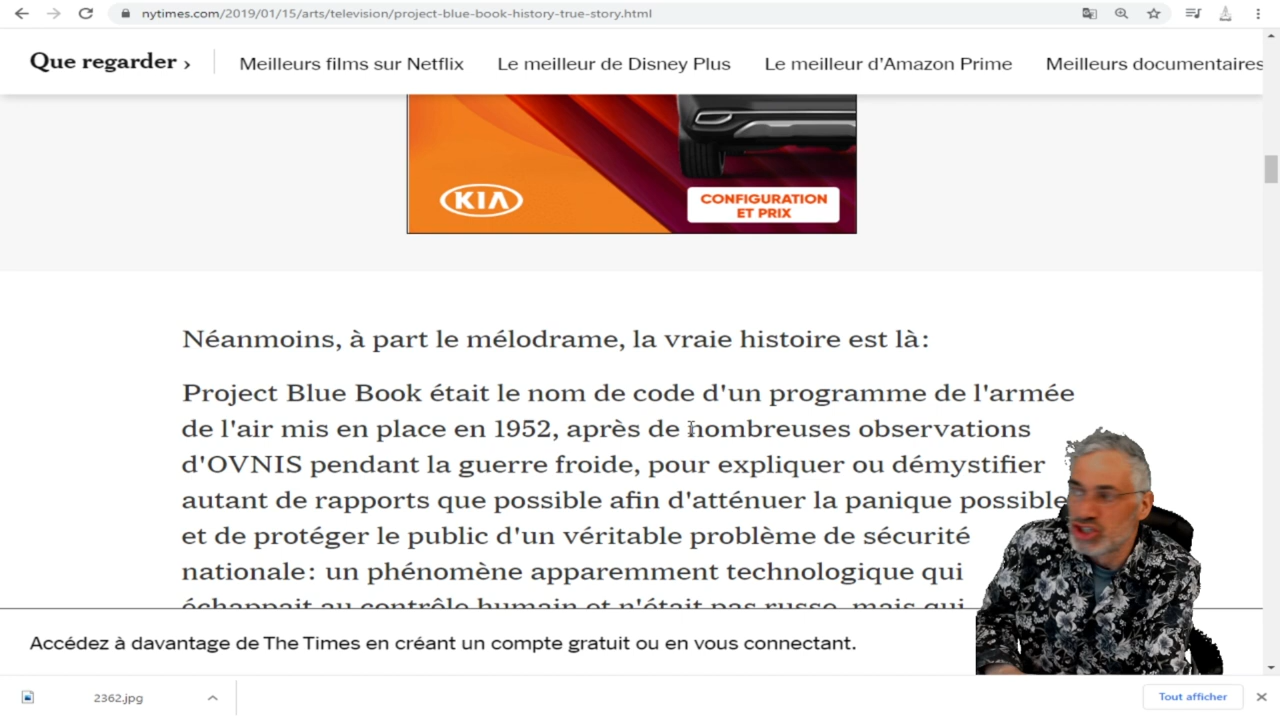 nytimes.com/2019/01/15/arts/television/project-blue-book-history-true-story.html
Que regarder ›
Meilleurs films sur Netflix
Le meilleur de Disney Plus
Le meilleur d'Amazon Prime
Meilleurs documentaires
KIA
CONFIGURATION
ET PRIX
Néanmoins, à part le mélodrame, la vraie histoire est là:
Project Blue Book était le nom de code d'un programme de l'armée
de l'air mis en place en 1952, après de nombreuses observations
d'OVNIS pendant la guerre froide, pour expliquer ou démystifier
autant de rapports que possible afin d'atténuer la panique possible
et de protéger le public d'un véritable problème de sécurité
nationale: un phénomène apparemment technologique qui
échappait au contrôle humain et n'était pas russe, mais qui
Accédez à davantage de The Times en créant un compte gratuit ou en vous connectant.
2362.jpg
Tout afficher